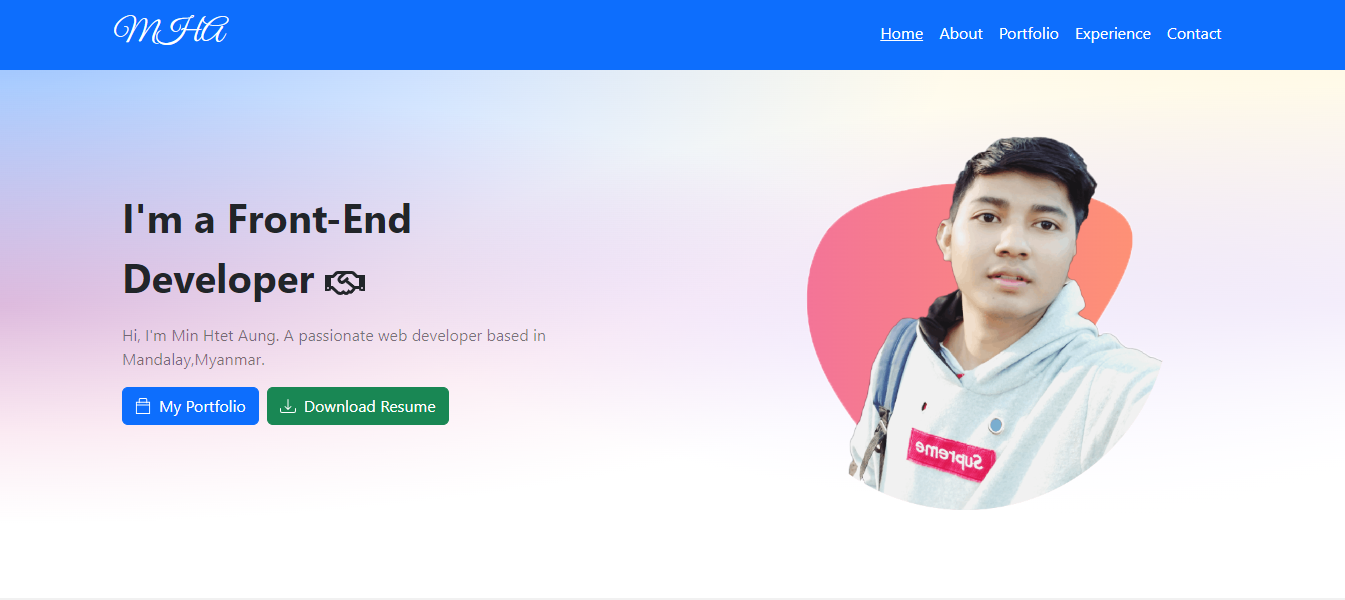 MHA
Home About Portfolio Experience Contact
I'm a Front-End
Developer
Hi, I'm Min Htet Aung. A passionate web developer based in
Mandalay,Myanmar.
My Portfolio Download Resume
Supreme